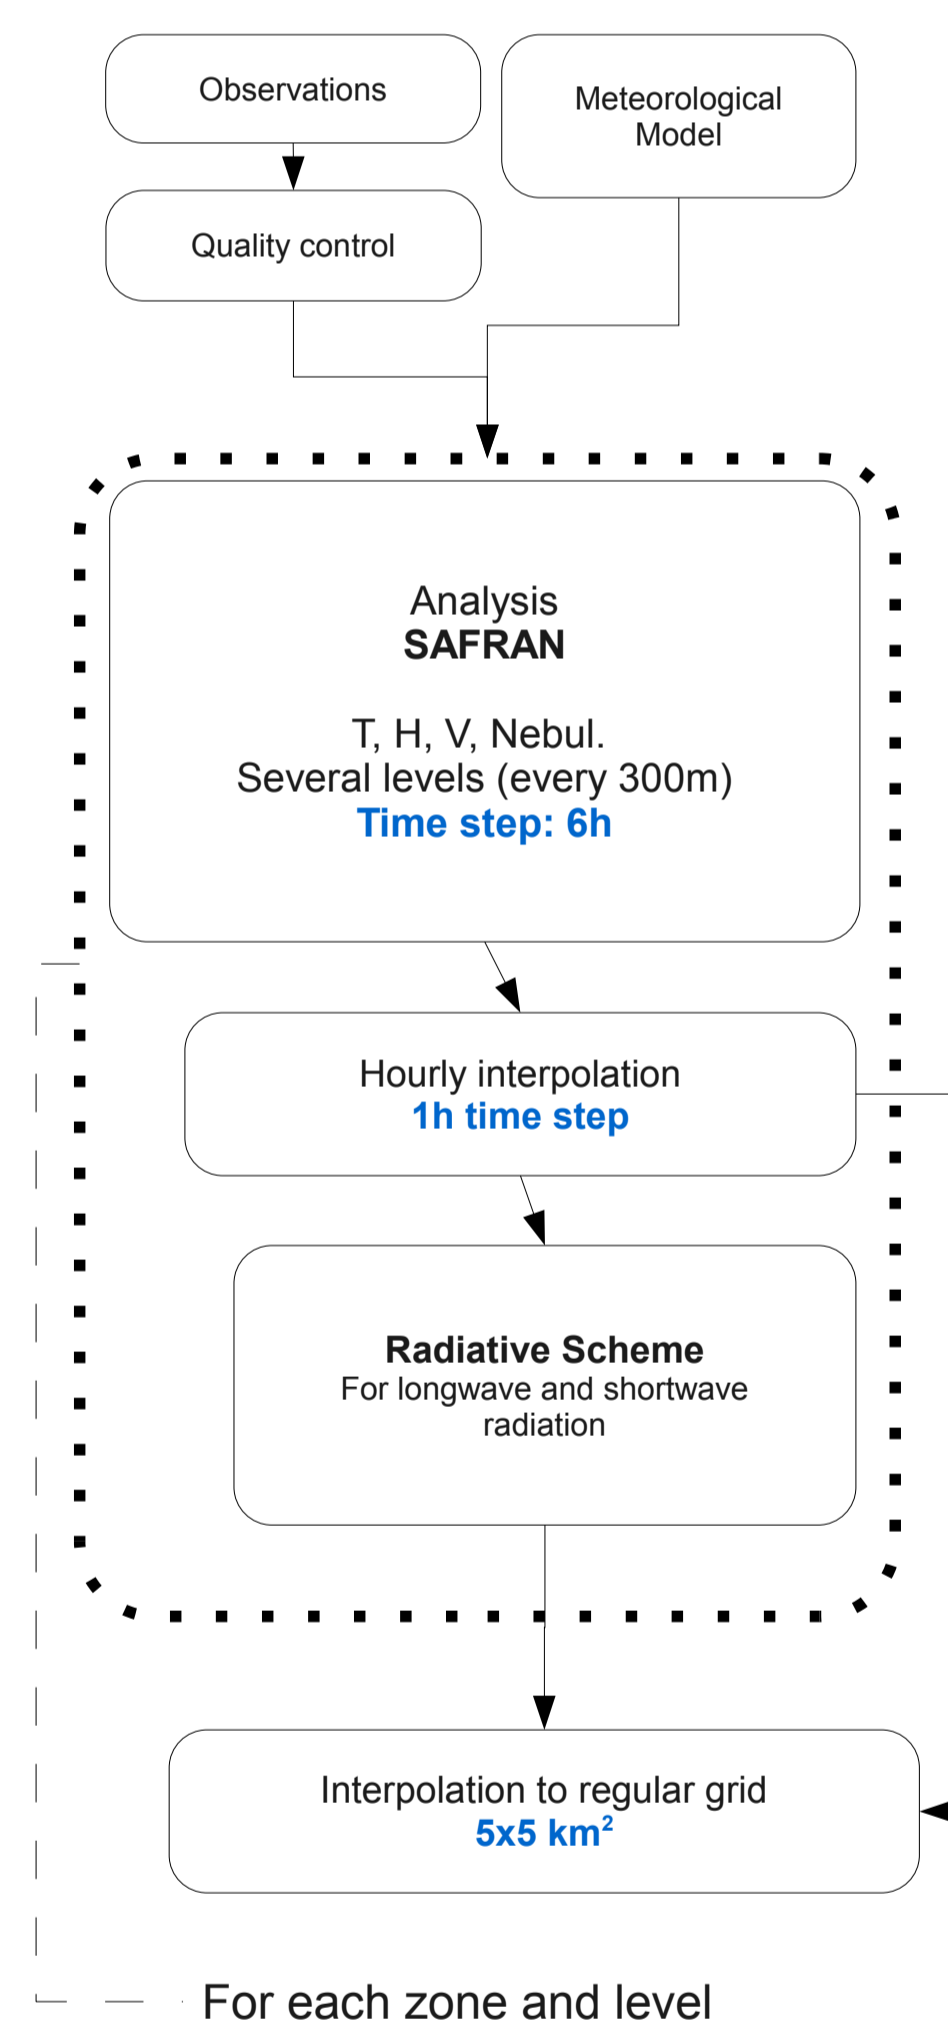 Observations
Meteorological
Model
Quality control
Analysis
SAFRAN
T, H, V, Nebul.
Several levels (every 300m)
Time step: 6h
Hourly interpolation
1h time step
Radiative Scheme
For longwave and shortwave
radiation
Interpolation to regular grid
5x5 km²
For each zone and level